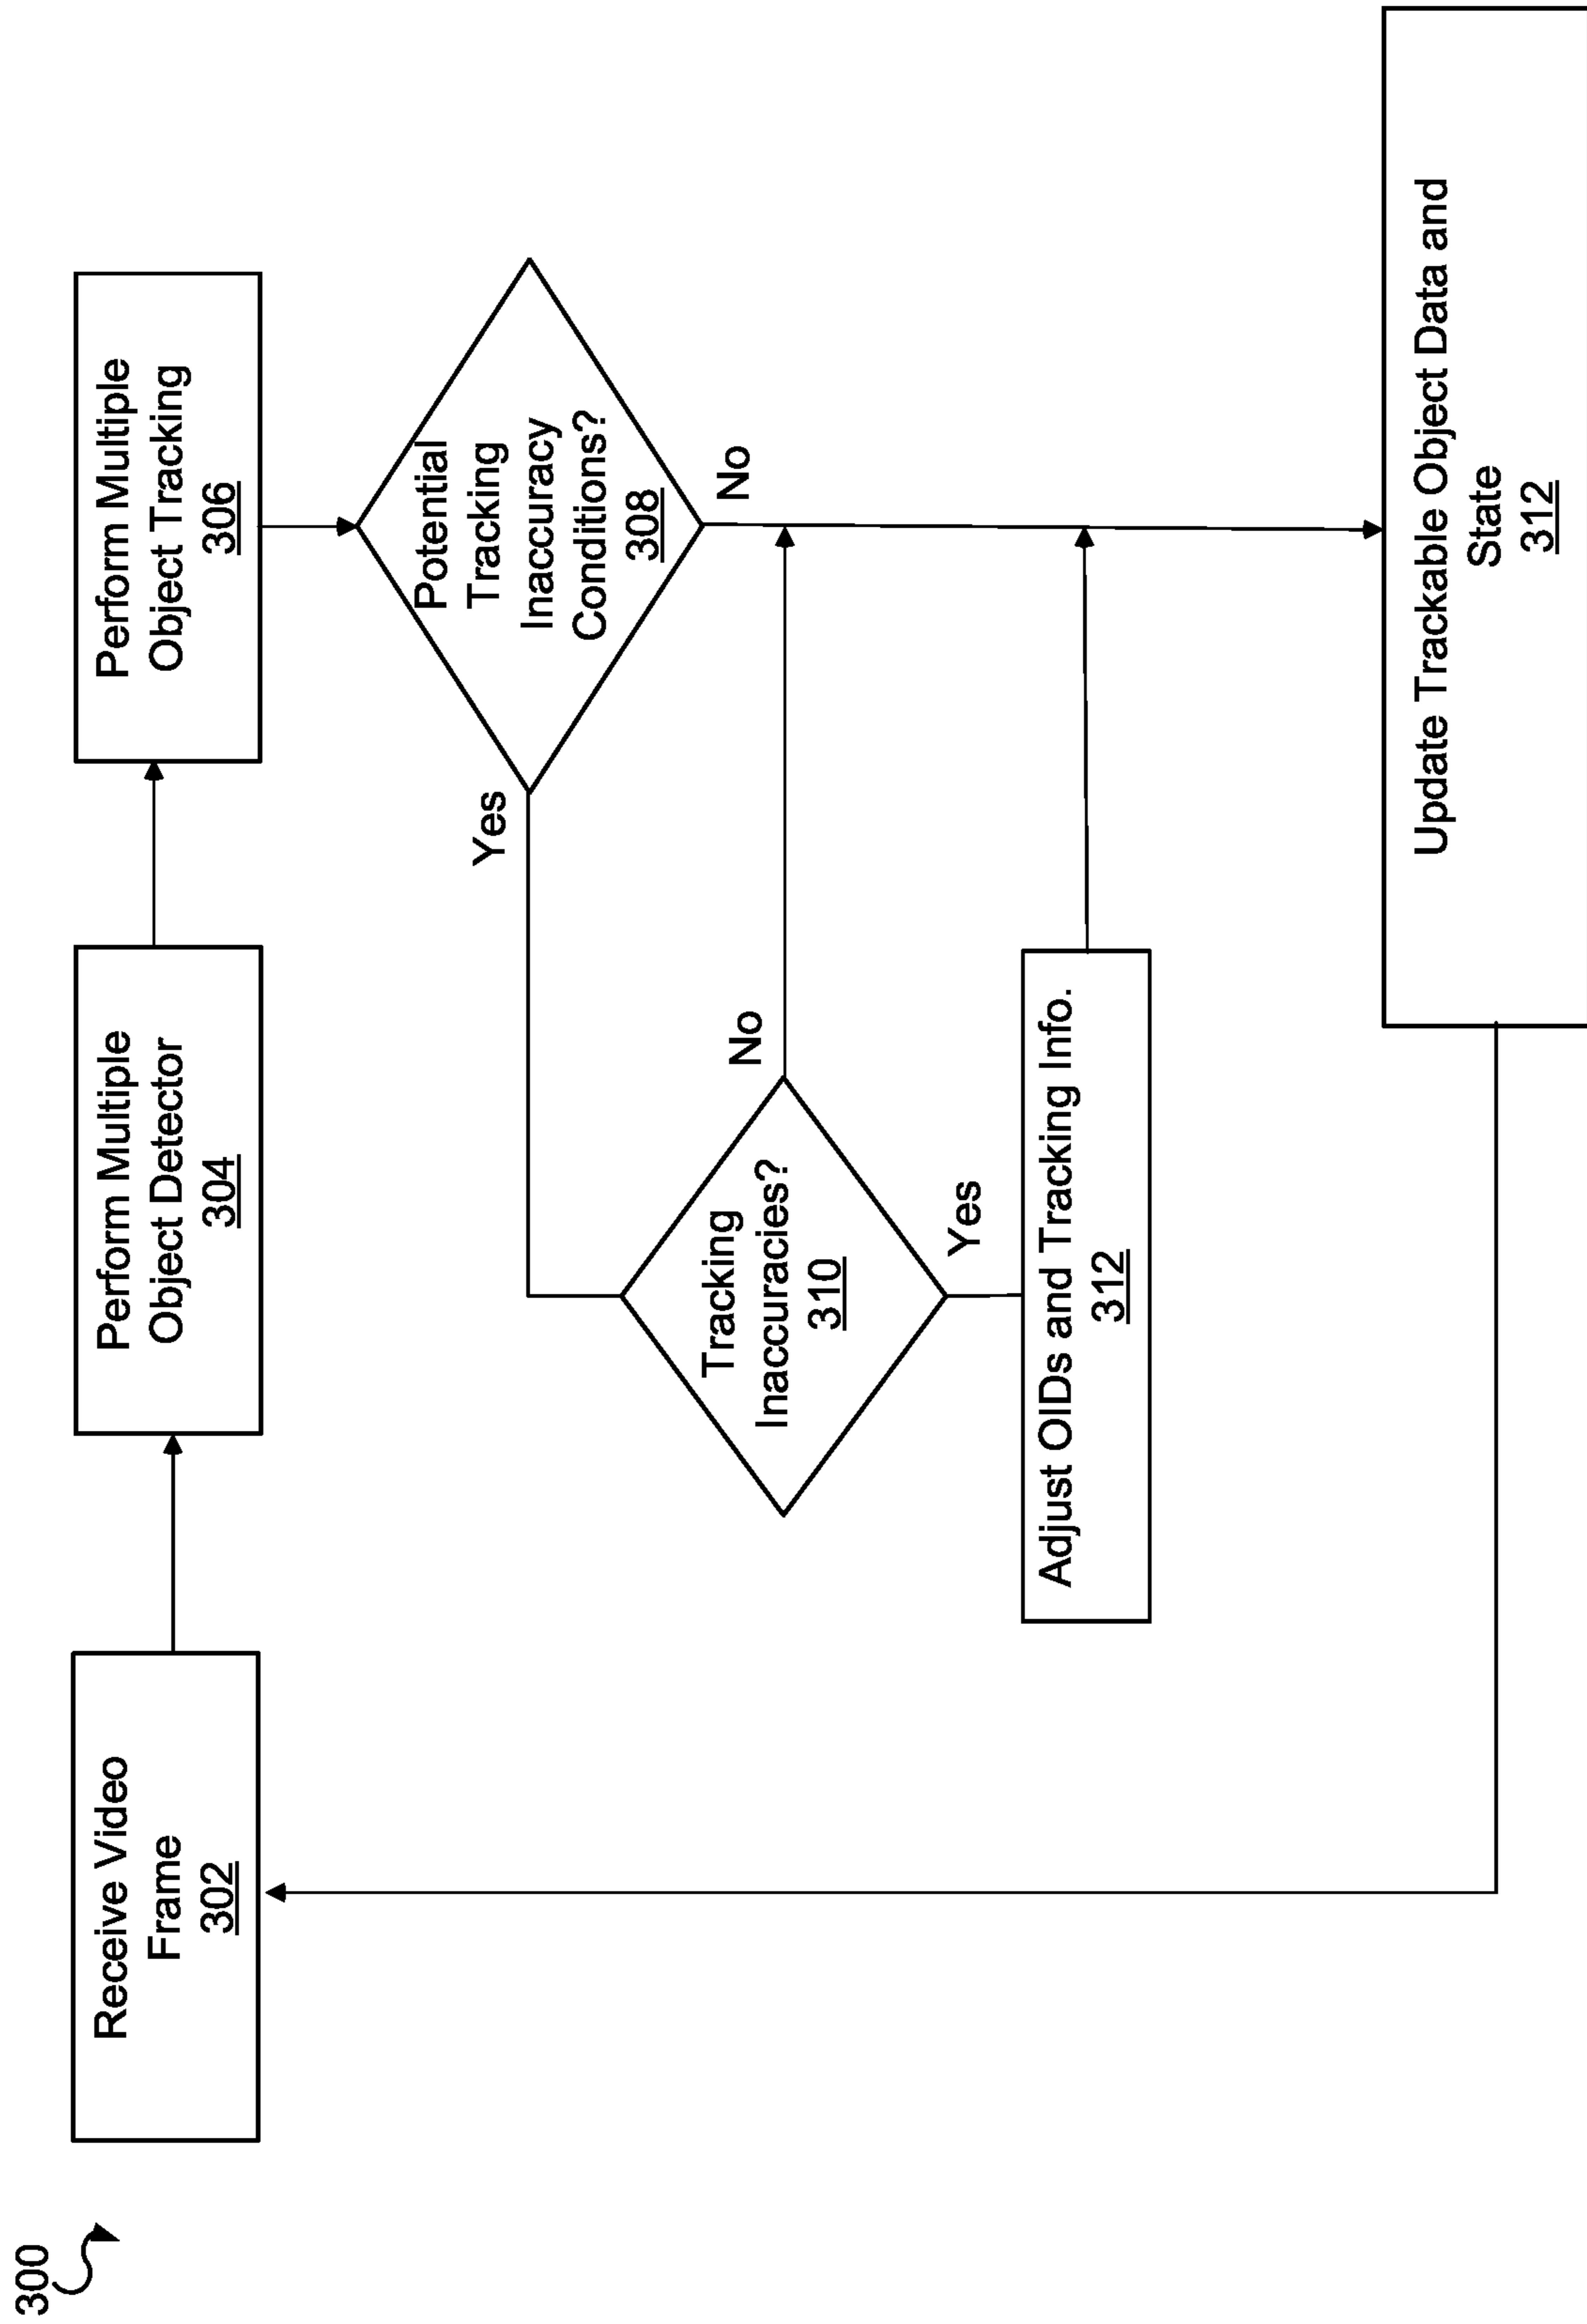 300
Receive Video
Frame
302
Perform Multiple
Object Detector
304
Perform Multiple
Object Tracking
306
Potential
Tracking
Inaccuracy
Conditions?
308
Yes
No
Tracking
Inaccuracies?
310
No
Yes
Adjust OIDs and Tracking Info.
312
Update Trackable Object Data and
State
312